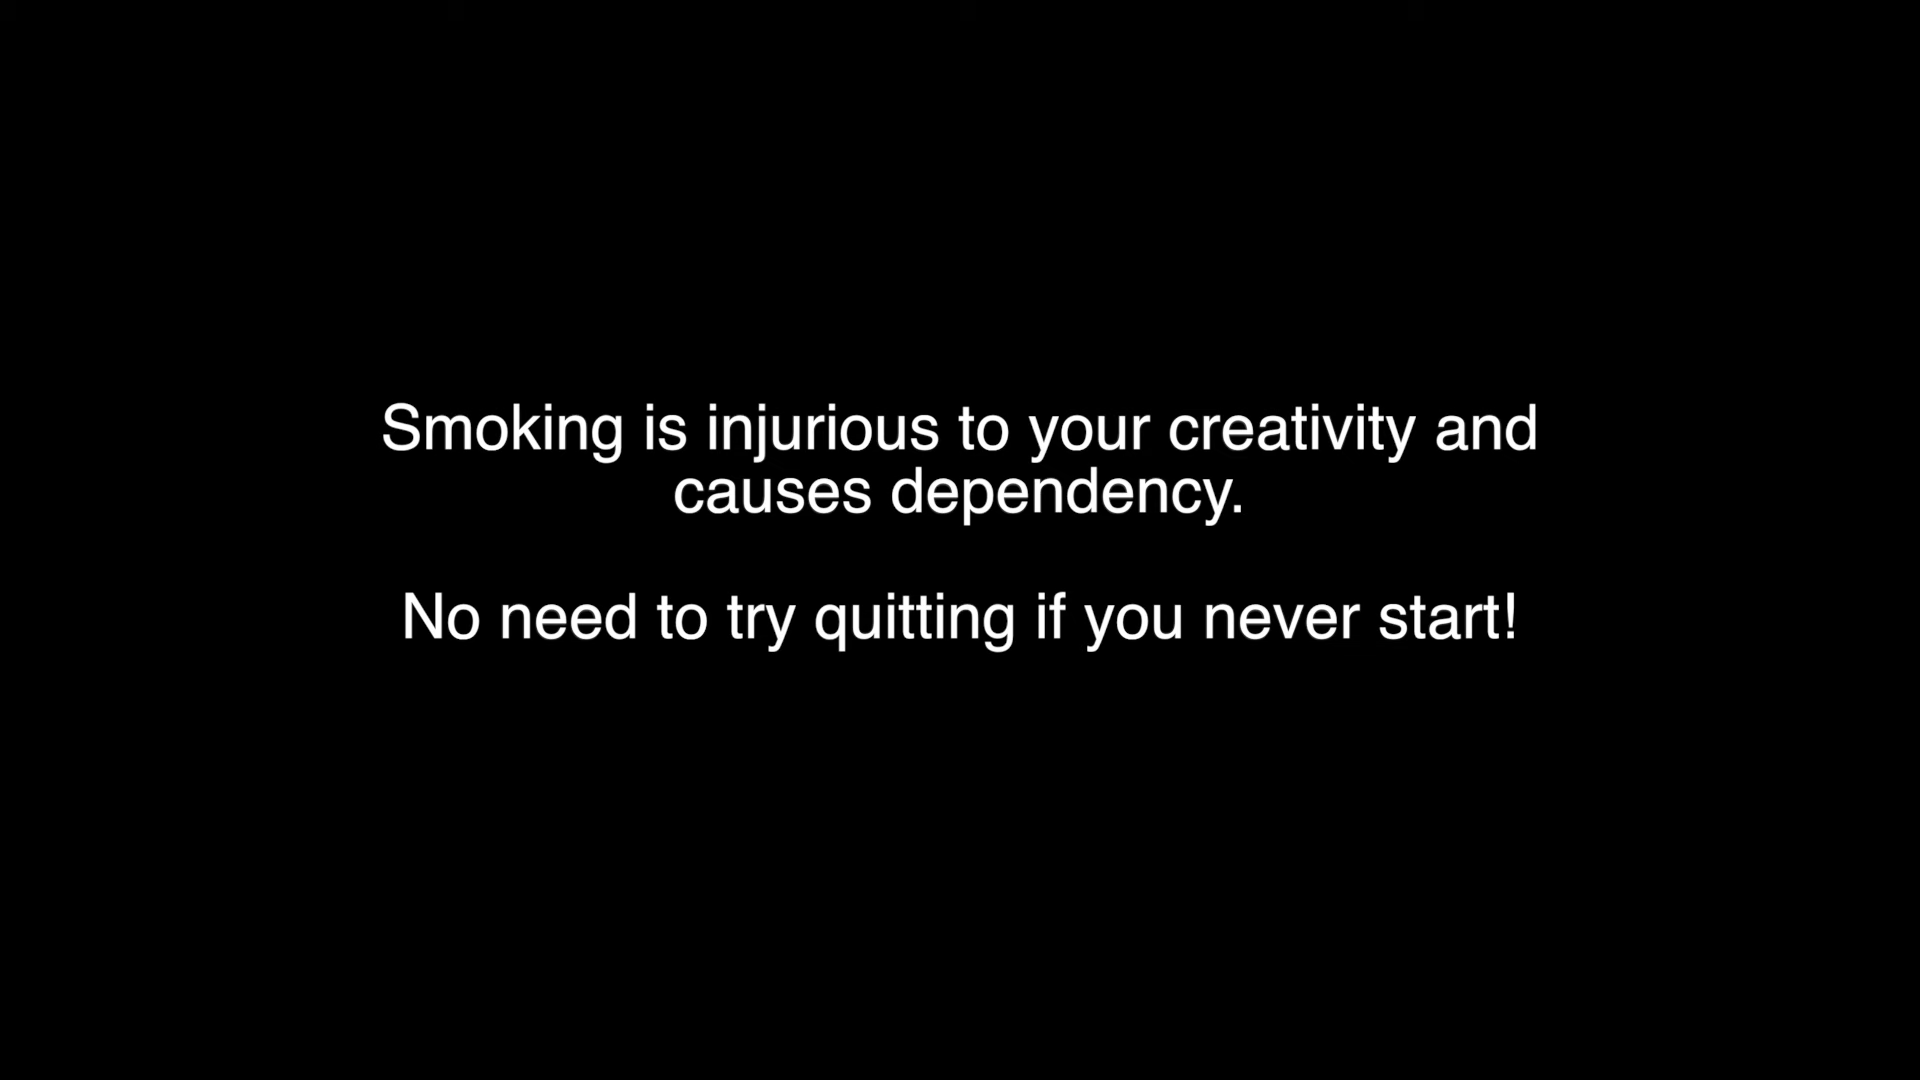 Smoking is injurious to your creativity and
causes dependency.
No need to try quitting if you never start!